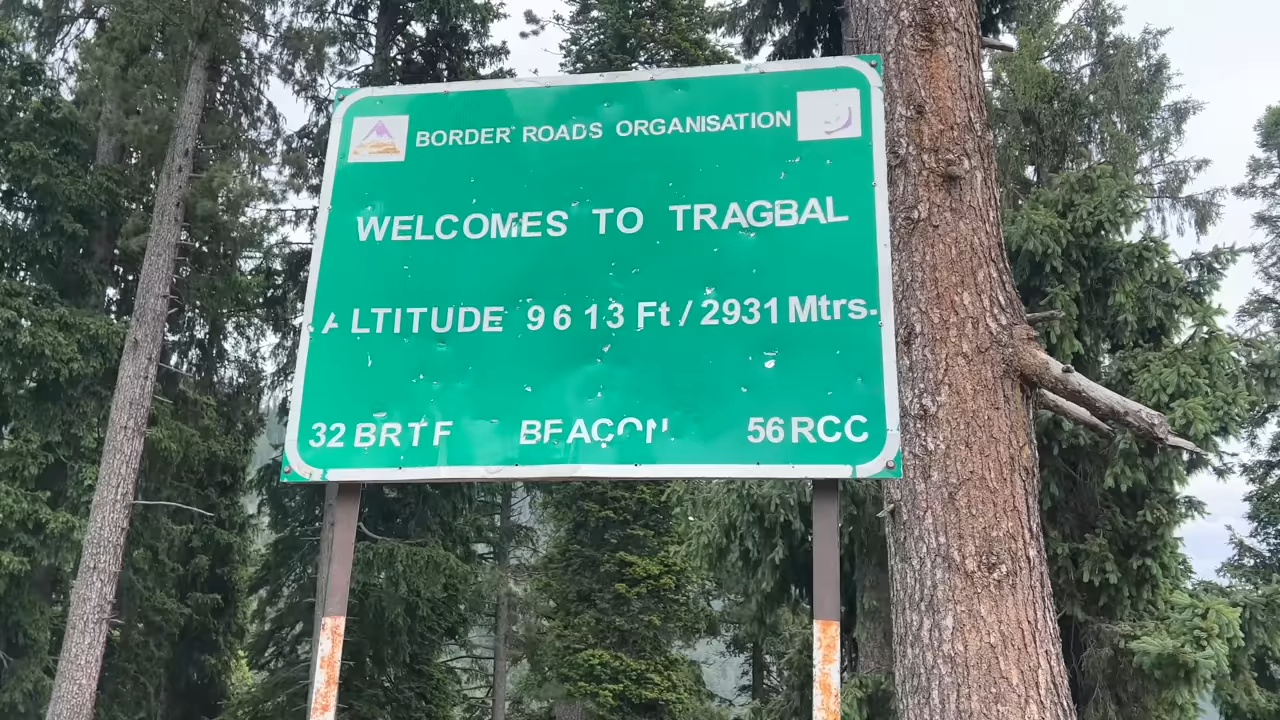 BORDER ROADS ORGANISATION
WELCOMES TO TRAGBAL
ALTITUDE 9613 Ft / 2931 Mtrs.
32 BRTF BEACON 56 RCC